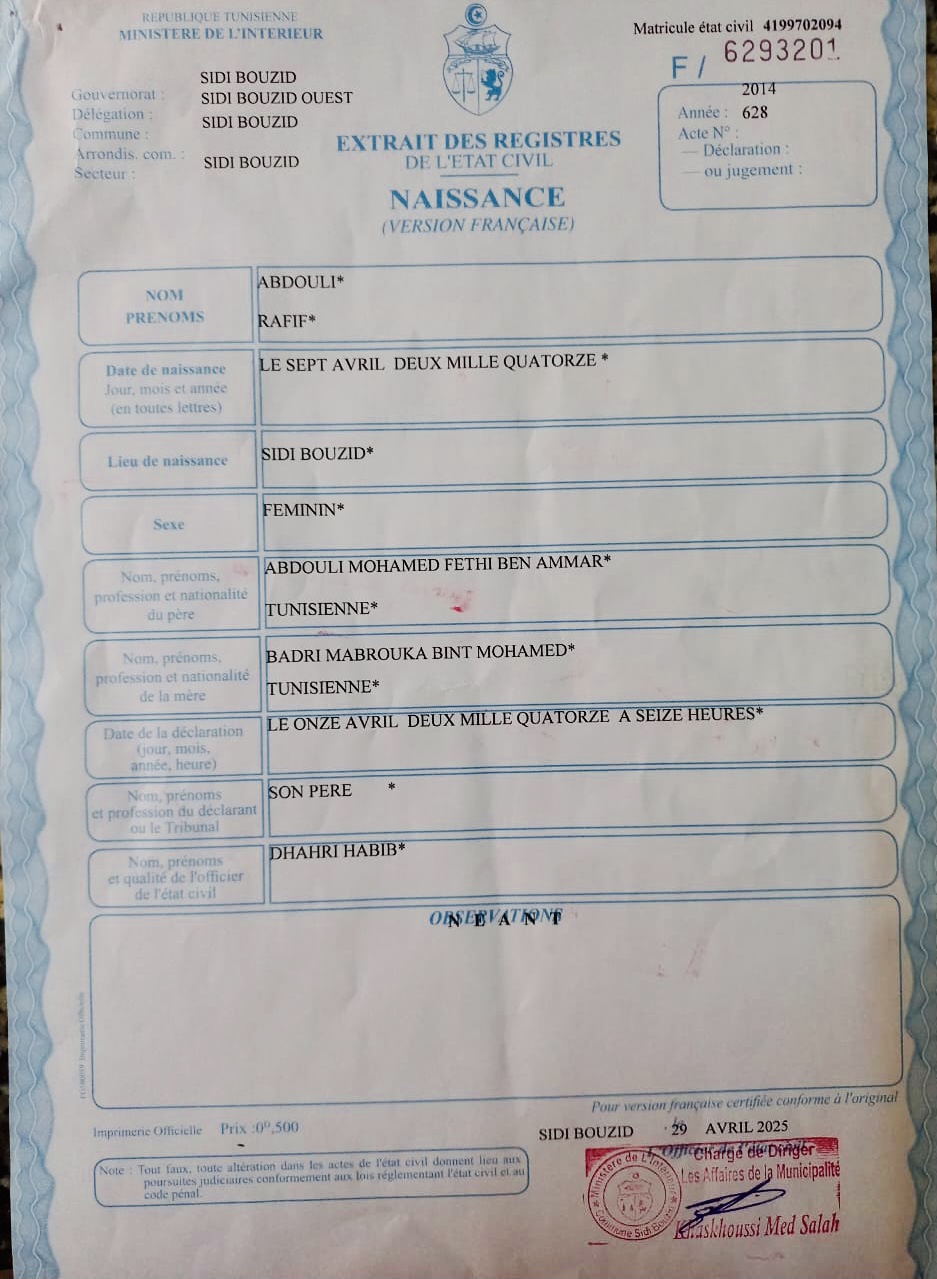 REPUBLIQUE TUNISIENNE
MINISTERE DE L'INTERIEUR
Matricule état civil 4199702094
F/ 6293201
Gouvernorat : SIDI BOUZID
Délégation : SIDI BOUZID OUEST
Commune : SIDI BOUZID
Arrondis. com. :
Secteur : SIDI BOUZID
2014
Année : 628
Acte N° :
— Déclaration :
— ou jugement :
EXTRAIT DES REGISTRES
DE L'ETAT CIVIL
NAISSANCE
(VERSION FRANÇAISE)
NOM
PRENOMS
ABDOULI*
RAFIF*
Date de naissance
Jour, mois et année
(en toutes lettres)
LE SEPT AVRIL DEUX MILLE QUATORZE *
Lieu de naissance
SIDI BOUZID*
Sexe
FEMININ*
Nom, prénoms,
profession et nationalité
du père
ABDOULI MOHAMED FETHI BEN AMMAR*
TUNISIENNE*
Nom, prénoms,
profession et nationalité
de la mère
BADRI MABROUKA BINT MOHAMED*
TUNISIENNE*
Date de la déclaration
(jour, mois,
année, heure)
LE ONZE AVRIL DEUX MILLE QUATORZE A SEIZE HEURES*
Nom, prénoms
et profession du déclarant
ou le Tribunal
SON PERE *
Nom, prénoms
et qualité de l'officier
de l'état civil
DHAHRI HABIB*
OBSERVATIONS
NEANT
Pour version française certifiée conforme à l'original
Imprimerie Officielle Prix :0ᴰ,500
SIDI BOUZID 29 AVRIL 2025
Note : Tout faux, toute altération dans les actes de l'état civil donnent lieu aux
poursuites judiciaires conformement aux lois réglementant l'état civil et au
code pénal.
Chargé de Diriger
Les Affaires de la Municipalité
Khaskhoussi Med Salah
Ministère de L'Intérieur
Commune Sidi Bouzid